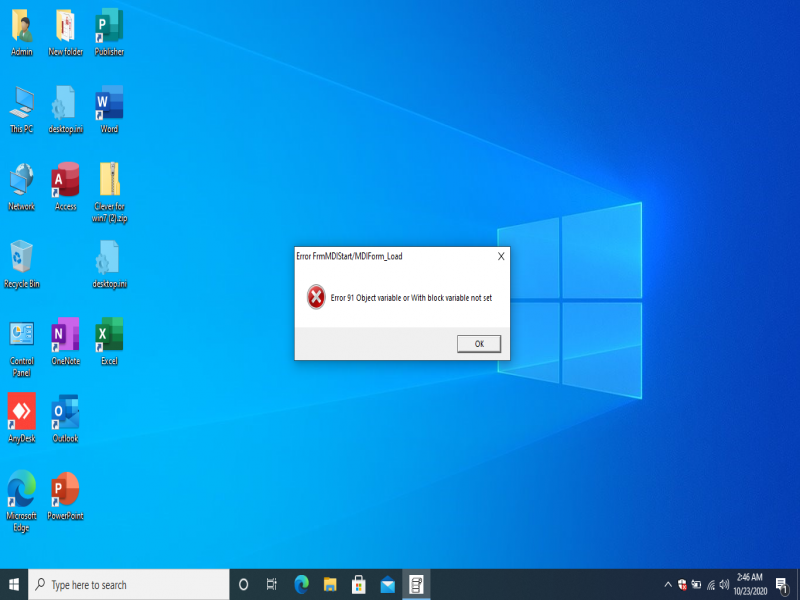 Admin
New folder
Publisher
This PC
desktop.ini
Word
Network
Access
Clever for
win7 (2).zip
Recycle Bin
desktop.ini
Control
Panel
OneNote
Excel
AnyDesk
Outlook
Microsoft
Edge
PowerPoint
Error FrmMDIStart/MDIForm_Load
X
Error 91 Object variable or With block variable not set
OK
Type here to search
2:46 AM
10/23/2020
1